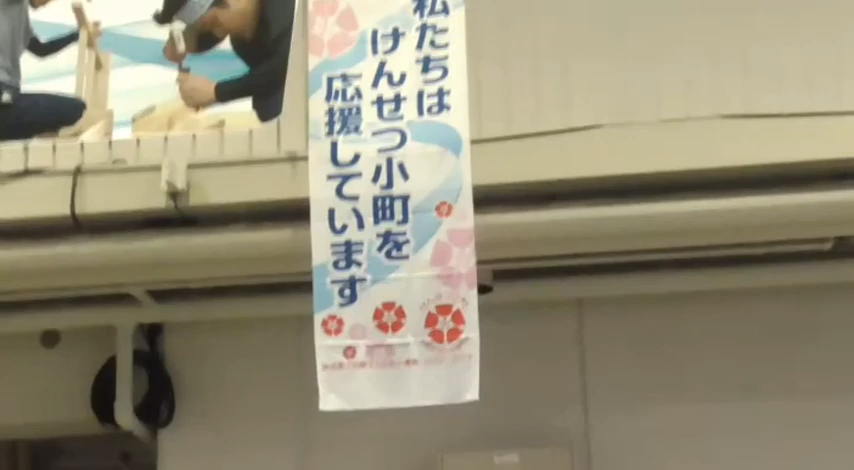 私たちは
けんせつ小町を
応援しています